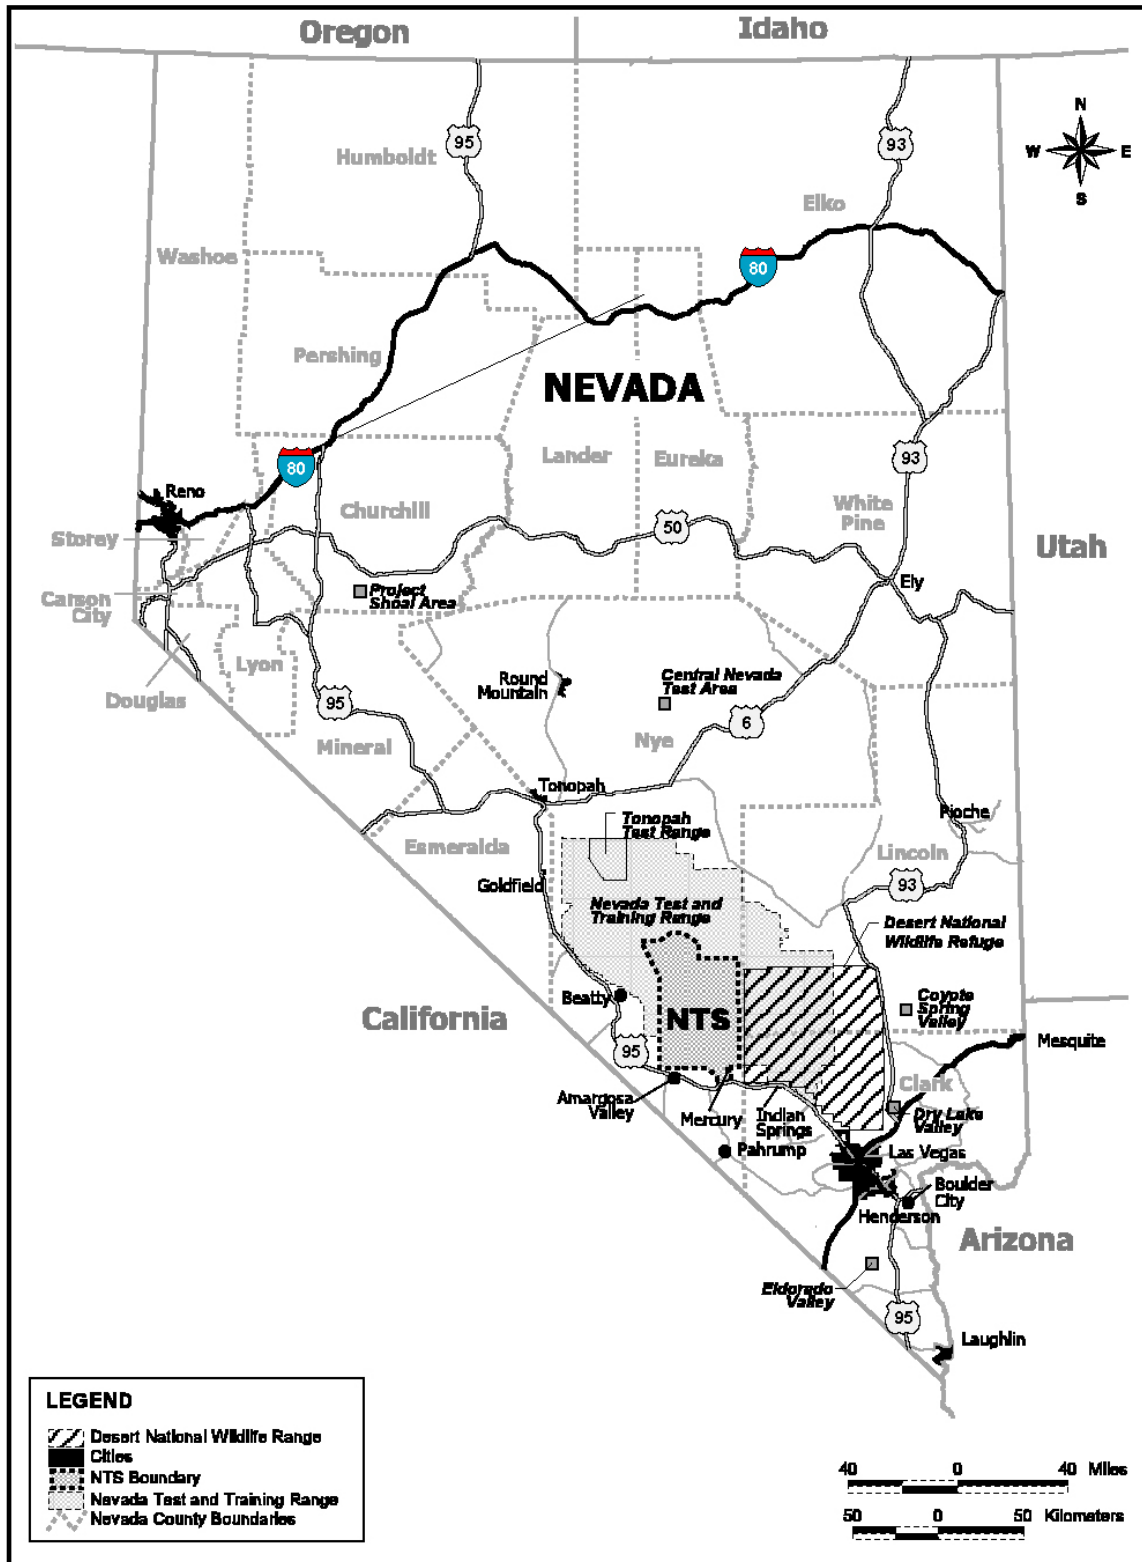 Oregon
Idaho
95
93
N
W E
S
Humboldt
Elko
Washoe
80
Pershing
NEVADA
Lander
Eureka
93
80
Reno
Churchill
White
Pine
50
Storey
Utah
Ely
Carson
City
Project
Shoal Area
Lyon
Douglas
Round
Mountain
Central Nevada
Test Area
95
6
Mineral
Nye
Tonopah
Tonopah
Test Range
Pioche
Esmeralda
Lincoln
Goldfield
93
Nevada Test and
Training Range
Desert National
Wildlife Refuge
Beatty
California
NTS
Coyote
Spring
Valley
95
Mesquite
Clark
Amargosa
Valley
Mercury
Indian
Springs
Dry Lake
Valley
Pahrump
Las Vegas
Boulder
City
Henderson
Arizona
Eldorado
Valley
95
Laughlin
LEGEND
Desert National Wildlife Range
Cities
NTS Boundary
Nevada Test and Training Range
Nevada County Boundaries
40 0 40 Miles
50 0 50 Kilometers